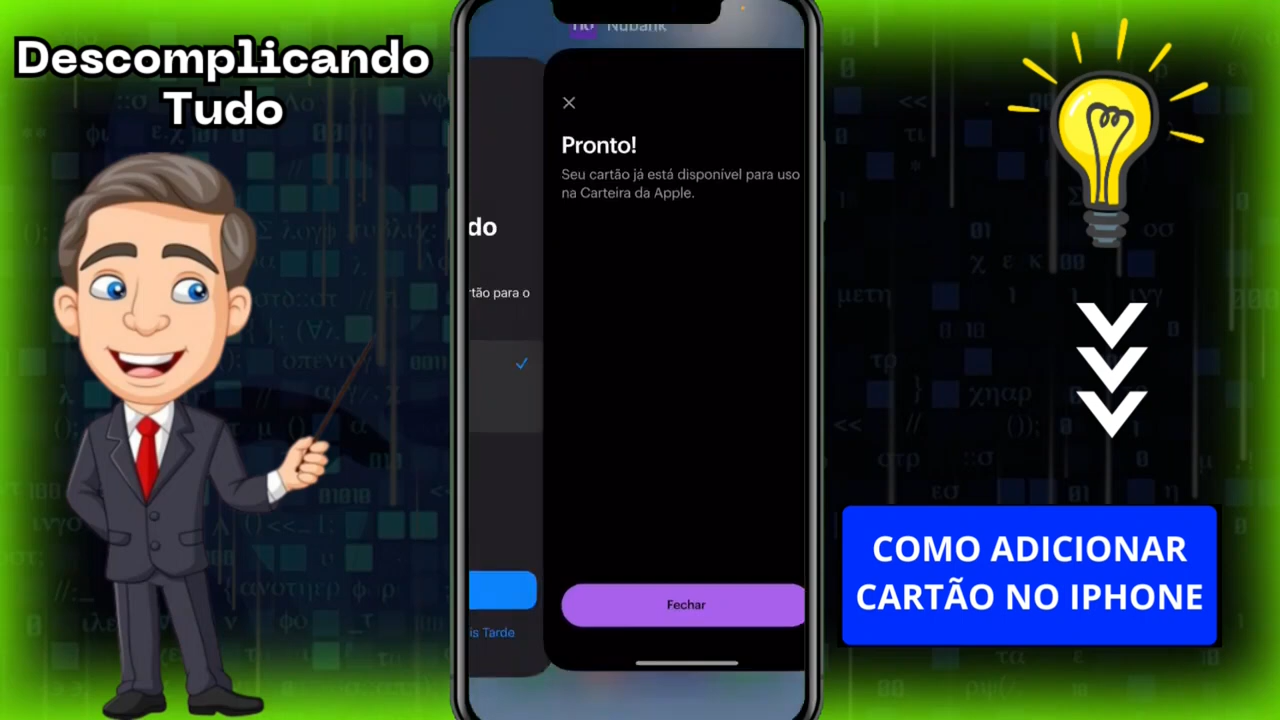 Descomplicando
Tudo
Nubank
Pronto!
Seu cartão já está disponível para uso
na Carteira da Apple.
do
tão para o
Fechar
is Tarde
COMO ADICIONAR
CARTÃO NO IPHONE